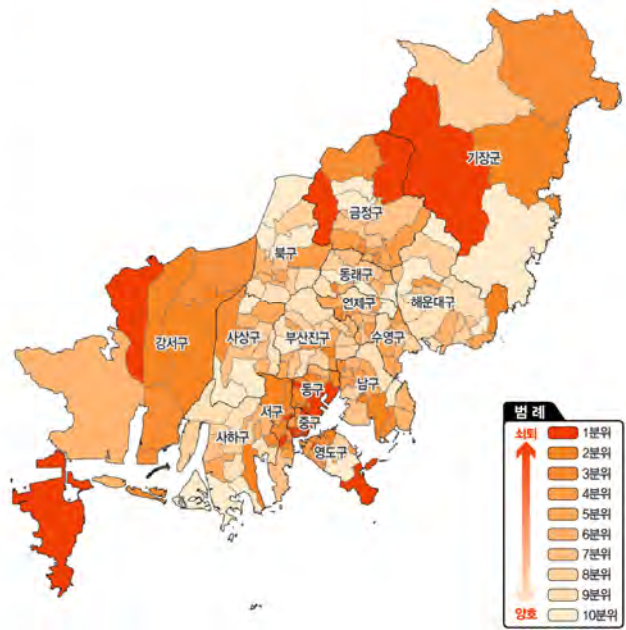 기장군
금정구
북구
동래구
연제구
해운대구
강서구
사상구
부산진구
수영구
동구
남구
서구
중구
사하구
영도구
범 례
쇠퇴
1분위
2분위
3분위
4분위
5분위
6분위
7분위
8분위
9분위
양호
10분위